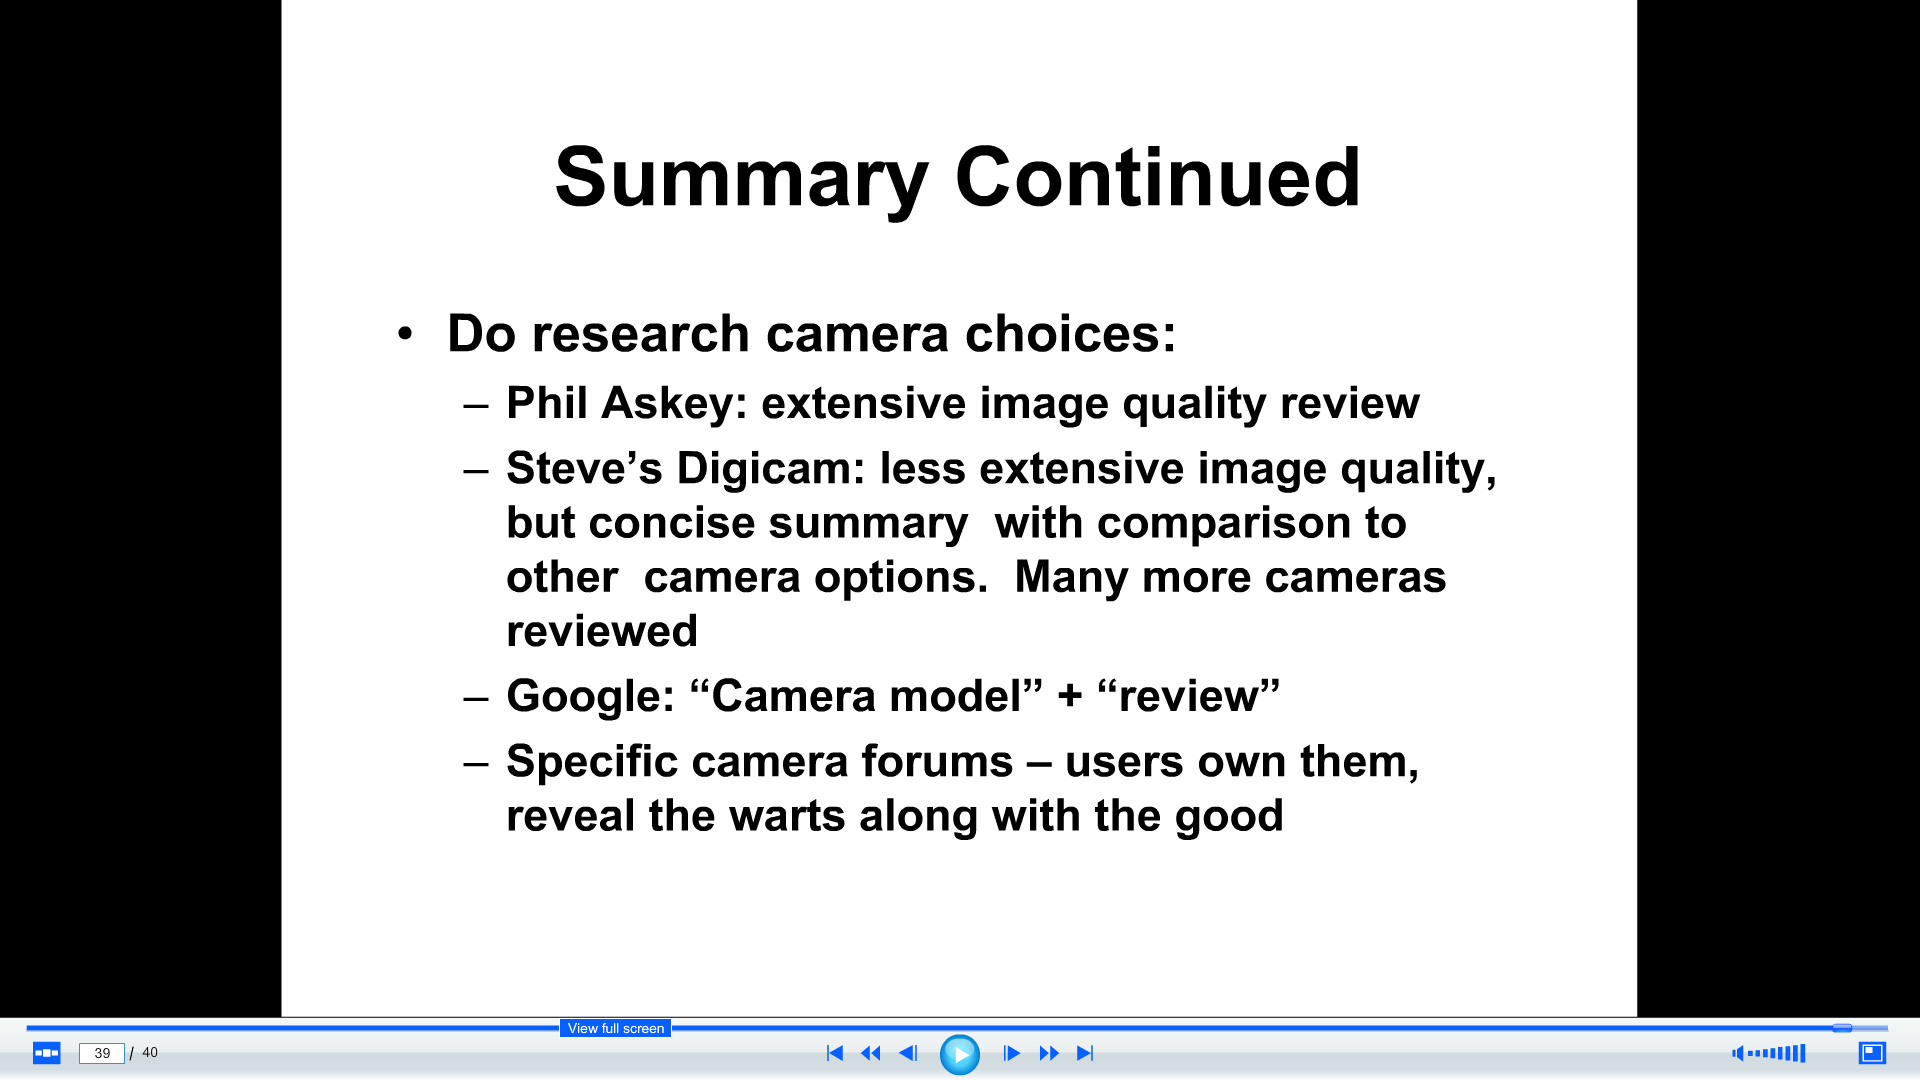 Summary Continued
• Do research camera choices:
– Phil Askey: extensive image quality review
– Steve’s Digicam: less extensive image quality,
but concise summary  with comparison to
other  camera options.  Many more cameras
reviewed
– Google: “Camera model” + “review”
– Specific camera forums – users own them,
reveal the warts along with the good
View full screen
39 / 40